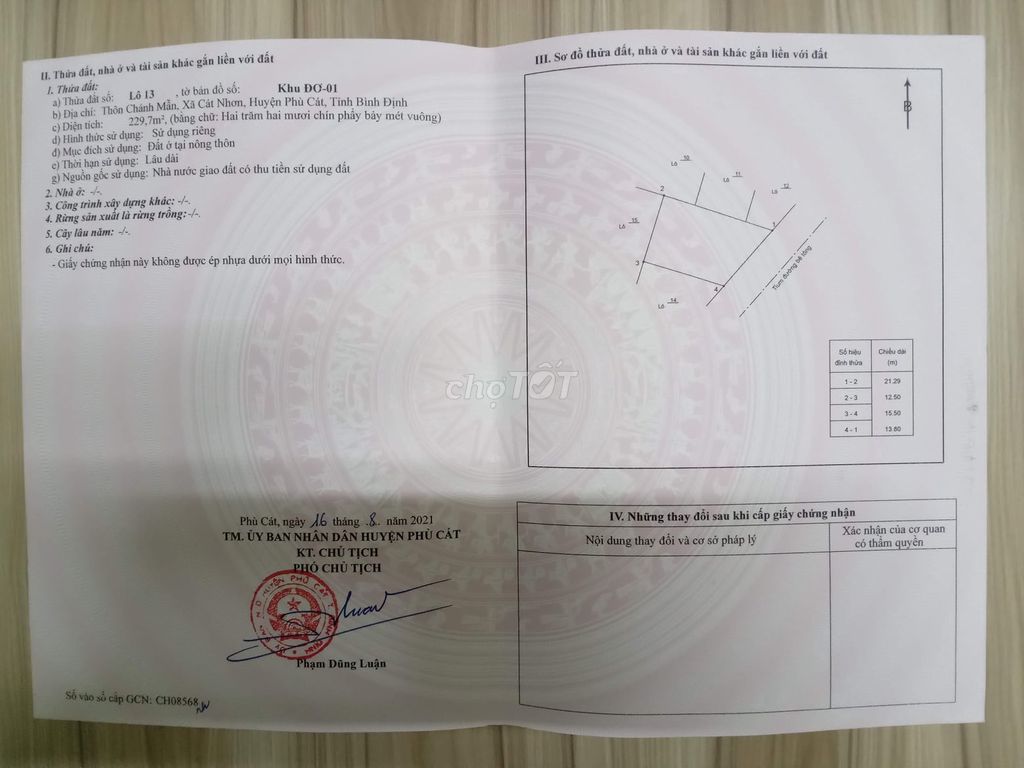 II. Thửa đất, nhà ở và tài sản khác gắn liền với đất
1. Thửa đất:
a) Thửa đất số: Lô 13 , tờ bản đồ số: Khu ĐƠ-01
b) Địa chỉ: Thôn Chánh Mẫn, Xã Cát Nhơn, Huyện Phù Cát, Tỉnh Bình Định
c) Diện tích: 229,7m², (bằng chữ: Hai trăm hai mươi chín phẩy bảy mét vuông)
d) Hình thức sử dụng: Sử dụng riêng
đ) Mục đích sử dụng: Đất ở tại nông thôn
e) Thời hạn sử dụng: Lâu dài
g) Nguồn gốc sử dụng: Nhà nước giao đất có thu tiền sử dụng đất
2. Nhà ở: -/-.
3. Công trình xây dựng khác: -/-.
4. Rừng sản xuất là rừng trồng:-/-.
5. Cây lâu năm: -/-.
6. Ghi chú:
- Giấy chứng nhận này không được ép nhựa dưới mọi hình thức.
Phù Cát, ngày 16 tháng 8 năm 2021
TM. ỦY BAN NHÂN DÂN HUYỆN PHÙ CÁT
KT. CHỦ TỊCH
PHÓ CHỦ TỊCH
Phạm Dũng Luận
Số vào sổ cấp GCN: CH08568
III. Sơ đồ thửa đất, nhà ở và tài sản khác gắn liền với đất
B
Lô 10
Lô 11
Lô 12
2
1
Lô 15
3
4
Lô 14
Tim đường bê tông
Số hiệu đỉnh thửa Chiều dài (m)
1 - 2 21.29
2 - 3 12.50
3 - 4 15.50
4 - 1 13.60
chợTỐT
IV. Những thay đổi sau khi cấp giấy chứng nhận
Nội dung thay đổi và cơ sở pháp lý
Xác nhận của cơ quan
có thẩm quyền